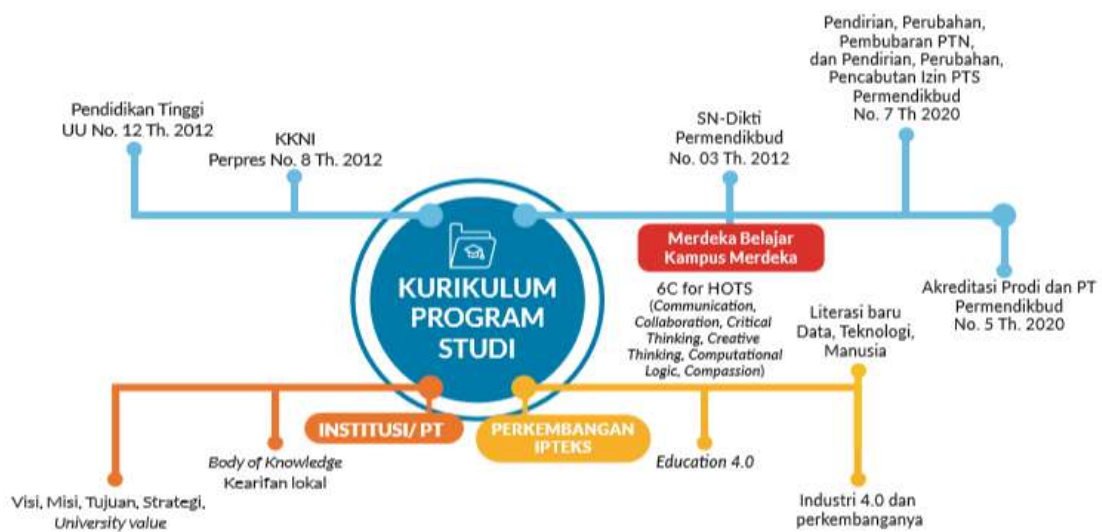 Pendirian, Perubahan,
Pembubaran PTN,
dan Pendirian, Perubahan,
Pencabutan Izin PTS
Permendikbud
No. 7 Th 2020
Pendidikan Tinggi
UU No. 12 Th. 2012
KKNI
Perpres No. 8 Th. 2012
SN-Dikti
Permendikbud
No. 03 Th. 2012
Merdeka Belajar
Kampus Merdeka
KURIKULUM
PROGRAM
STUDI
6C for HOTS
(Communication,
Collaboration, Critical
Thinking, Creative
Thinking, Computational
Logic, Compassion)
Literasi baru
Data, Teknologi,
Manusia
Akreditasi Prodi dan PT
Permendikbud
No. 5 Th. 2020
INSTITUSI/ PT
PERKEMBANGAN
IPTEKS
Body of Knowledge
Kearifan lokal
Education 4.0
Visi, Misi, Tujuan, Strategi,
University value
Industri 4.0 dan
perkembanganya